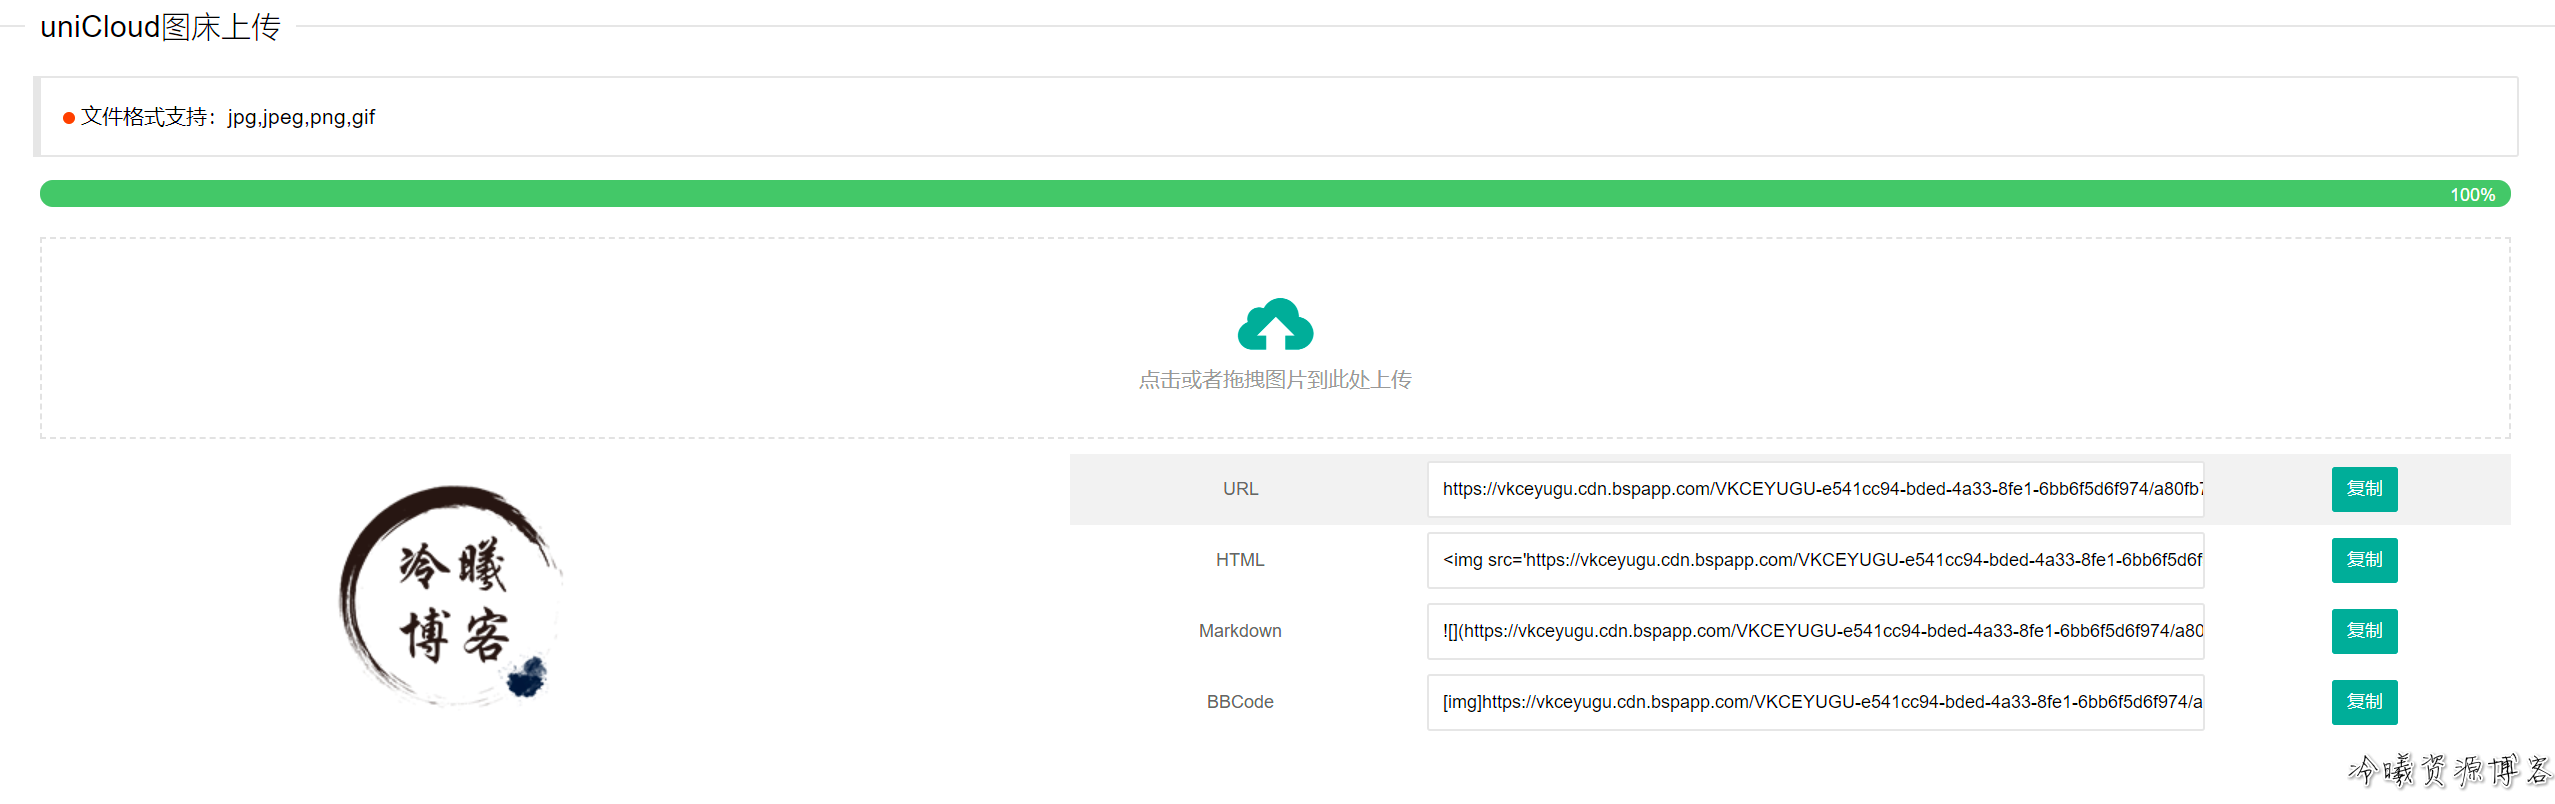 uniCloud图床上传
文件格式支持：jpg,jpeg,png,gif
100%
点击或者拖拽图片到此处上传
冷曦
博客
URL
https://vkceyugu.cdn.bspapp.com/VKCEYUGU-e541cc94-bded-4a33-8fe1-6bb6f5d6f974/a80fb7
复制
HTML
<img src='https://vkceyugu.cdn.bspapp.com/VKCEYUGU-e541cc94-bded-4a33-8fe1-6bb6f5d6f
复制
Markdown
![](https://vkceyugu.cdn.bspapp.com/VKCEYUGU-e541cc94-bded-4a33-8fe1-6bb6f5d6f974/a80
复制
BBCode
[img]https://vkceyugu.cdn.bspapp.com/VKCEYUGU-e541cc94-bded-4a33-8fe1-6bb6f5d6f974/a
复制
冷曦资源博客